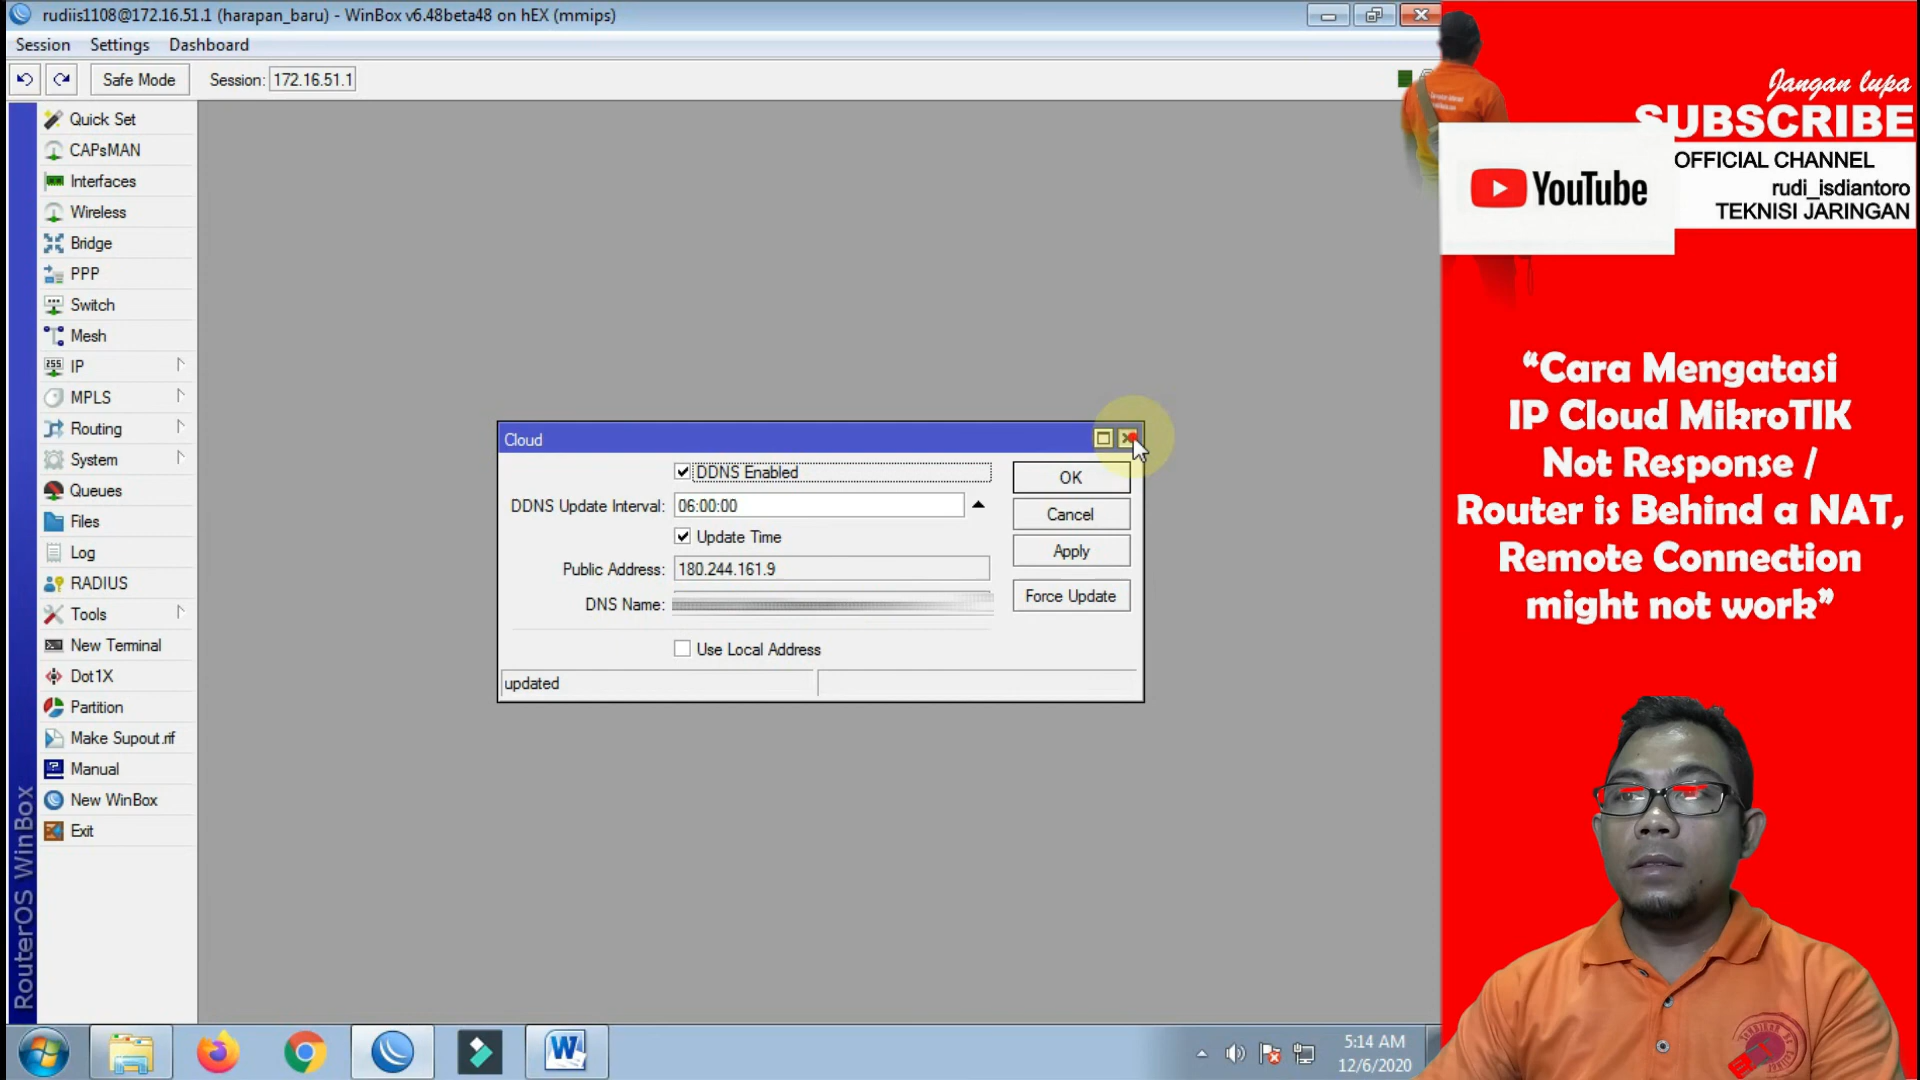 rudiis1108@172.16.51.1 (harapan_baru) - WinBox v6.48beta48 on hEX (mmips)
Session Settings Dashboard
Safe Mode Session: 172.16.51.1
Quick Set
CAPsMAN
Interfaces
Wireless
Bridge
PPP
Switch
Mesh
IP
MPLS
Routing
System
Queues
Files
Log
RADIUS
Tools
New Terminal
Dot1X
Partition
Make Supout.rif
Manual
New WinBox
Exit
RouterOS WinBox
Cloud
DDNS Enabled
DDNS Update Interval: 06:00:00
Update Time
Public Address: 180.244.161.9
DNS Name:
Use Local Address
updated
OK
Cancel
Apply
Force Update
Jangan lupa
SUBSCRIBE
OFFICIAL CHANNEL
YouTube
rudi_isdiantoro
TEKNISI JARINGAN
“Cara Mengatasi
IP Cloud MikroTIK
Not Response /
Router is Behind a NAT,
Remote Connection
might not work”
5:14 AM
12/6/2020